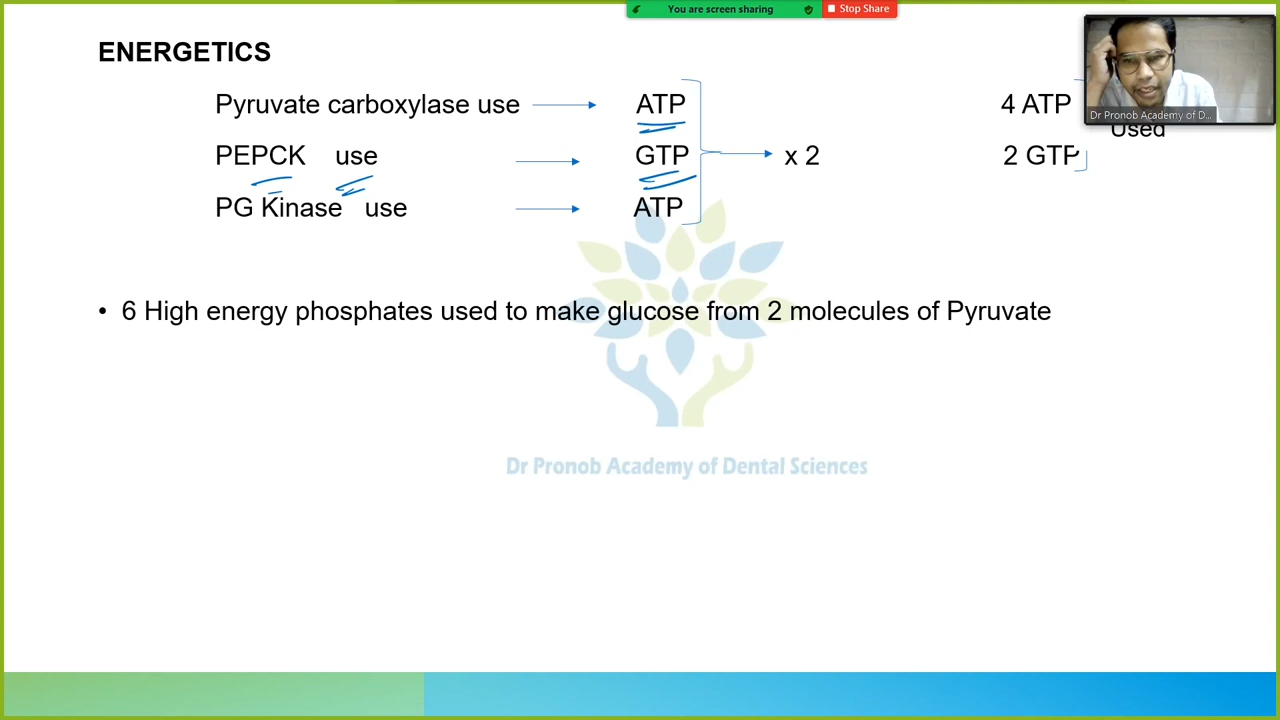 You are screen sharing
Stop Share
ENERGETICS
Pyruvate carboxylase use ATP 4 ATP
Dr Pronob Academy of D...
Used
PEPCK use GTP x 2 2 GTP
PG Kinase use ATP
• 6 High energy phosphates used to make glucose from 2 molecules of Pyruvate
Dr Pronob Academy of Dental Sciences